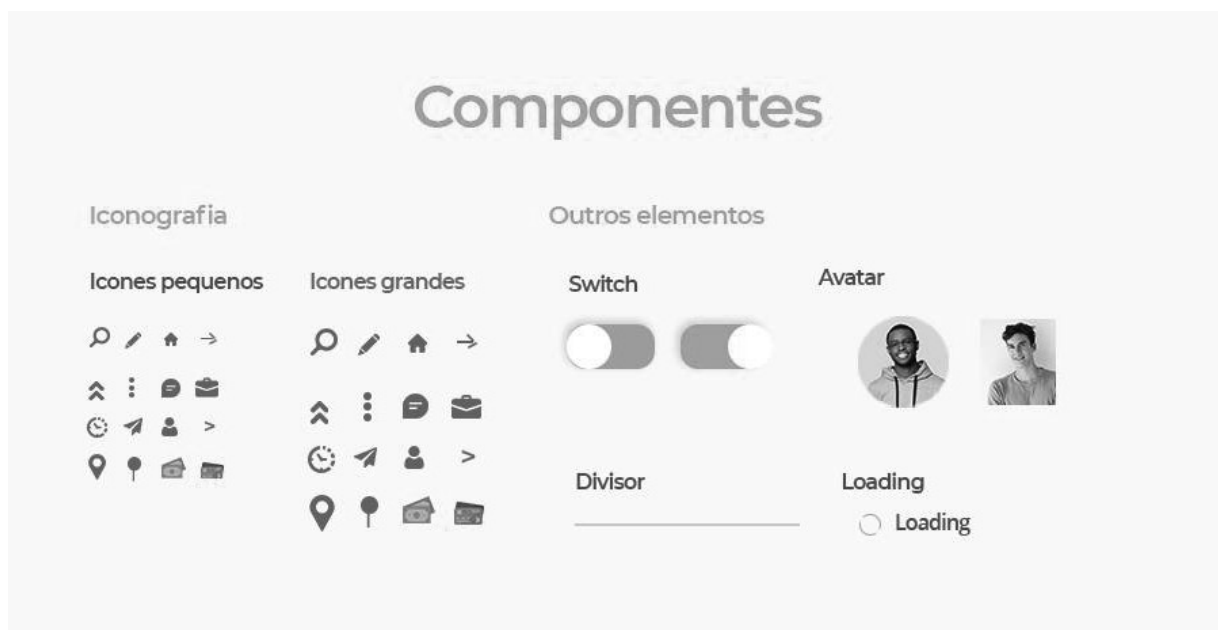 Componentes
Iconografia
Outros elementos
Icones pequenos
Icones grandes
Switch
Avatar
Divisor
Loading
Loading